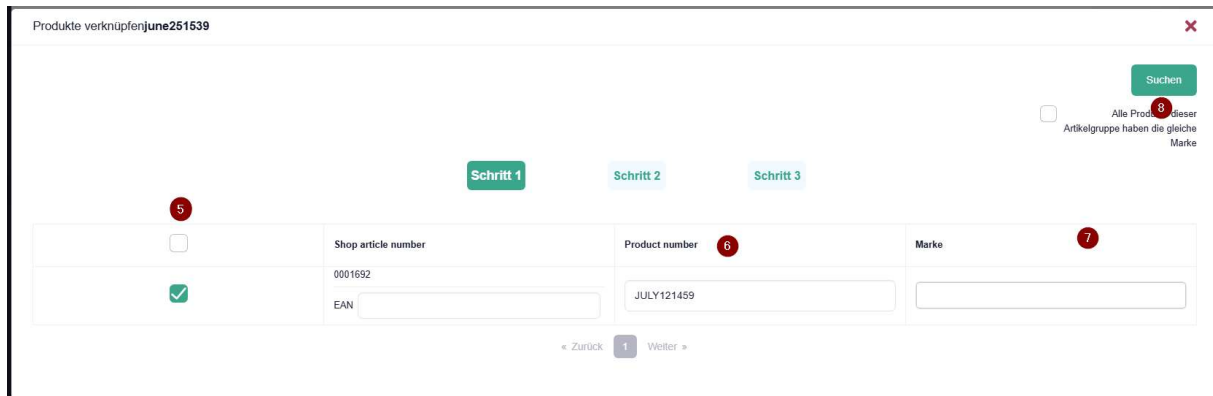 Produkte verknüpfenjune251539
Suchen
8
Alle Produ dieser
Artikelgruppe haben die gleiche
Marke
Schritt 1
Schritt 2
Schritt 3
5
Shop article number
Product number
6
Marke
7
0001692
EAN
JULY121459
« Zurück
1
Weiter »